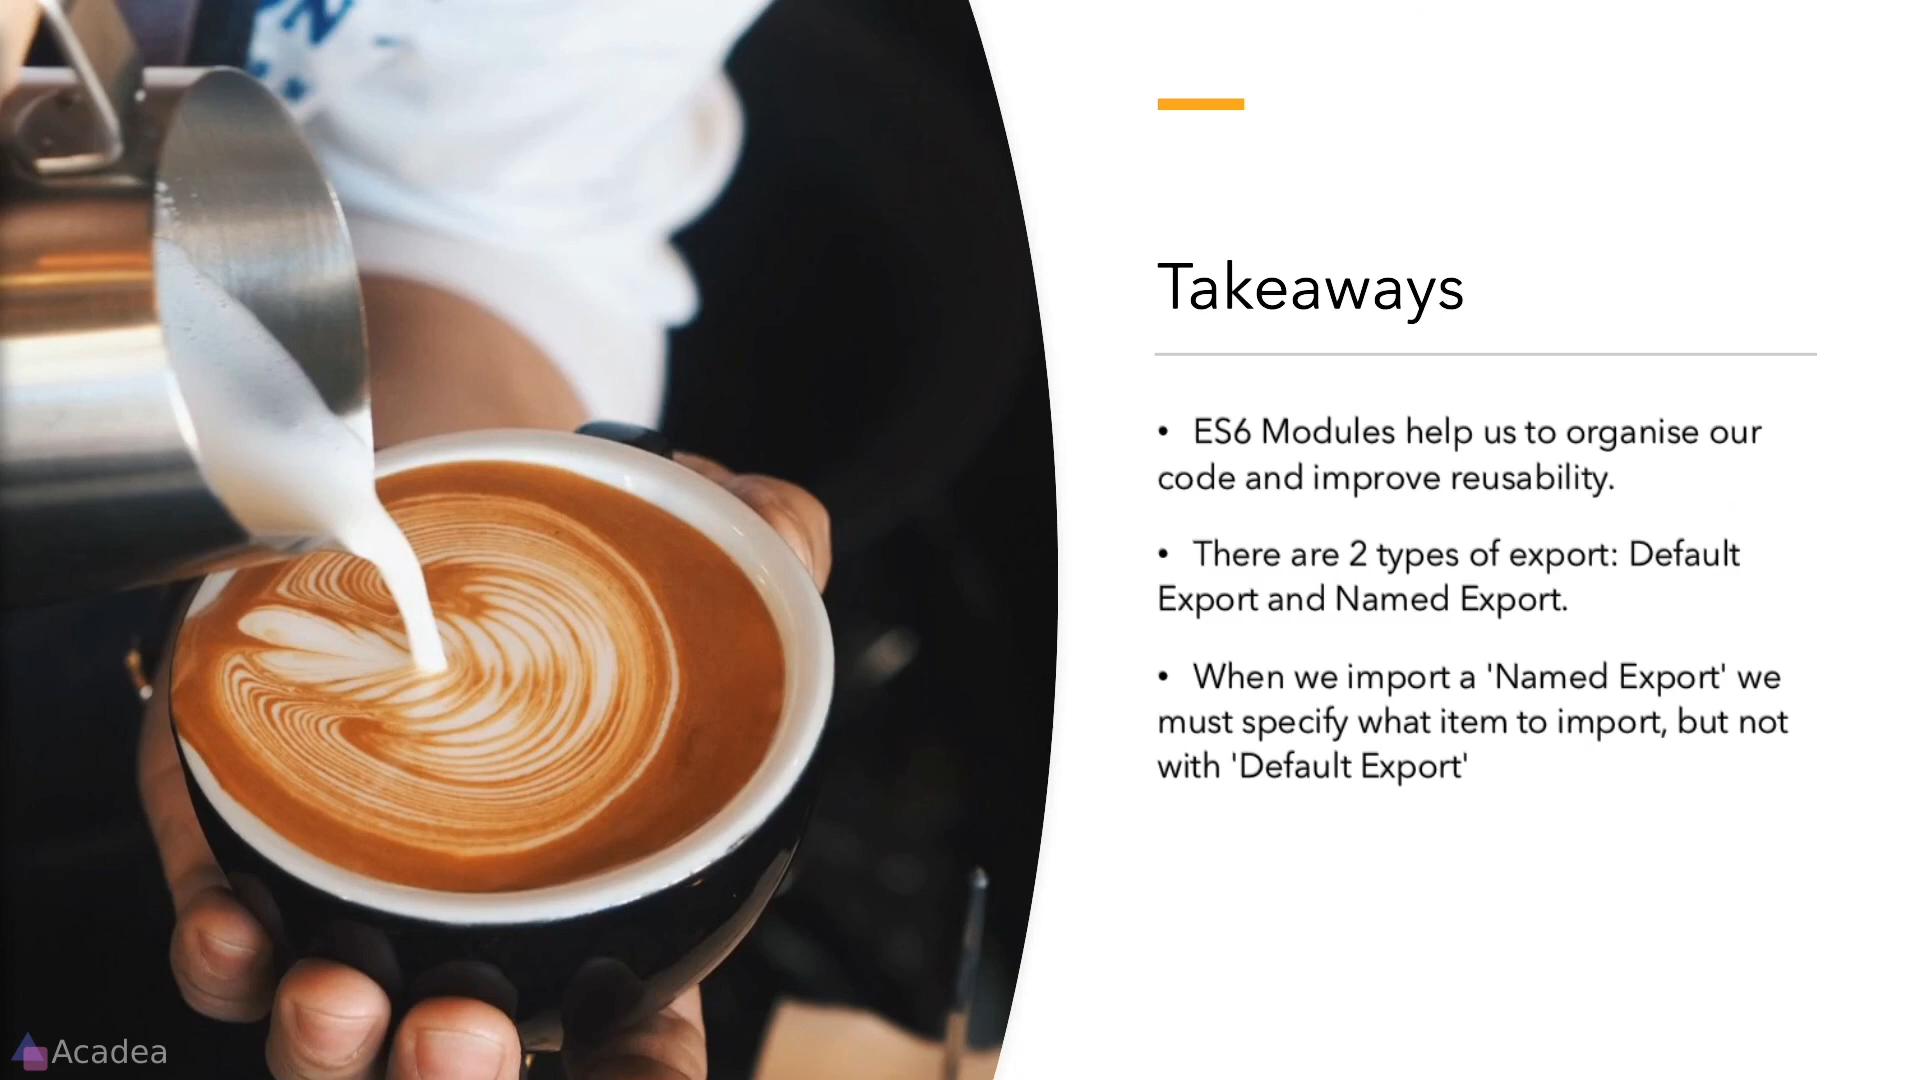 Takeaways
• ES6 Modules help us to organise our
code and improve reusability.
• There are 2 types of export: Default
Export and Named Export.
• When we import a 'Named Export' we
must specify what item to import, but not
with 'Default Export'
Acadea